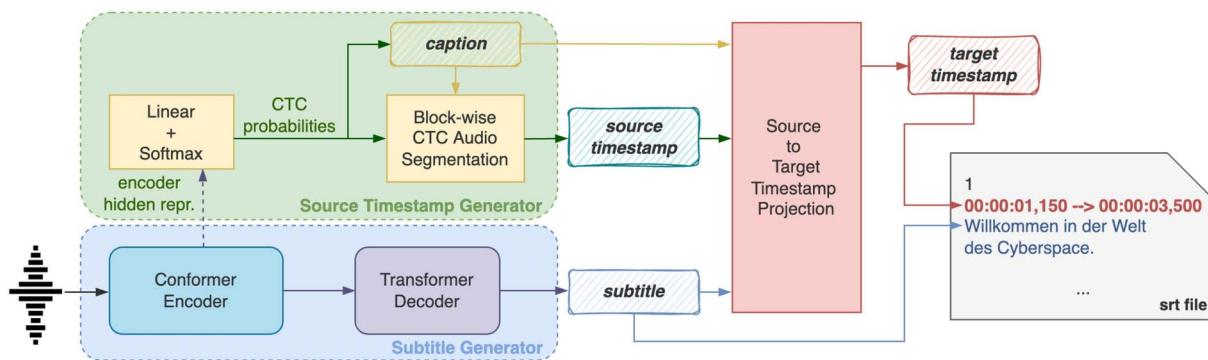 caption
Linear
+
Softmax
CTC
probabilities
Block-wise
CTC Audio
Segmentation
encoder
hidden repr.
Source Timestamp Generator
source
timestamp
Source
to
Target
Timestamp
Projection
target
timestamp
Conformer
Encoder
Transformer
Decoder
Subtitle Generator
subtitle
1
00:00:01,150 --> 00:00:03,500
Willkommen in der Welt
des Cyberspace.
...
srt file